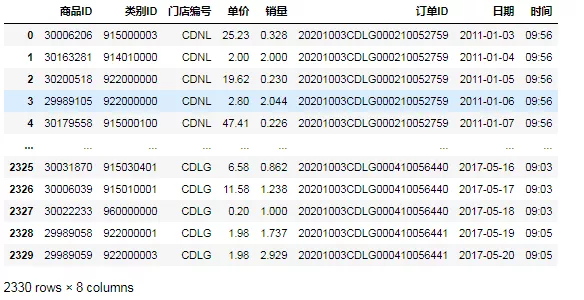 商品ID 类别ID 门店编号 单价 销量 订单ID 日期 时间
0 30006206 915000003 CDNL 25.23 0.328 20201003CDLG000210052759 2011-01-03 09:56
1 30163281 914010000 CDNL 2.00 2.000 20201003CDLG000210052759 2011-01-04 09:56
2 30200518 922000000 CDNL 19.62 0.230 20201003CDLG000210052759 2011-01-05 09:56
3 29989105 922000000 CDNL 2.80 2.044 20201003CDLG000210052759 2011-01-06 09:56
4 30179558 915000100 CDNL 47.41 0.226 20201003CDLG000210052759 2011-01-07 09:56
... ... ... ... ... ... ... ... ...
2325 30031870 915030401 CDLG 6.58 0.862 20201003CDLG000410056440 2017-05-16 09:03
2326 30006039 915010001 CDLG 11.58 1.238 20201003CDLG000410056440 2017-05-17 09:03
2327 30022233 960000000 CDLG 0.20 1.000 20201003CDLG000410056440 2017-05-18 09:03
2328 29989058 922000001 CDLG 1.98 1.737 20201003CDLG000410056441 2017-05-19 09:05
2329 29989059 922000003 CDLG 1.98 2.929 20201003CDLG000410056441 2017-05-20 09:05
2330 rows × 8 columns